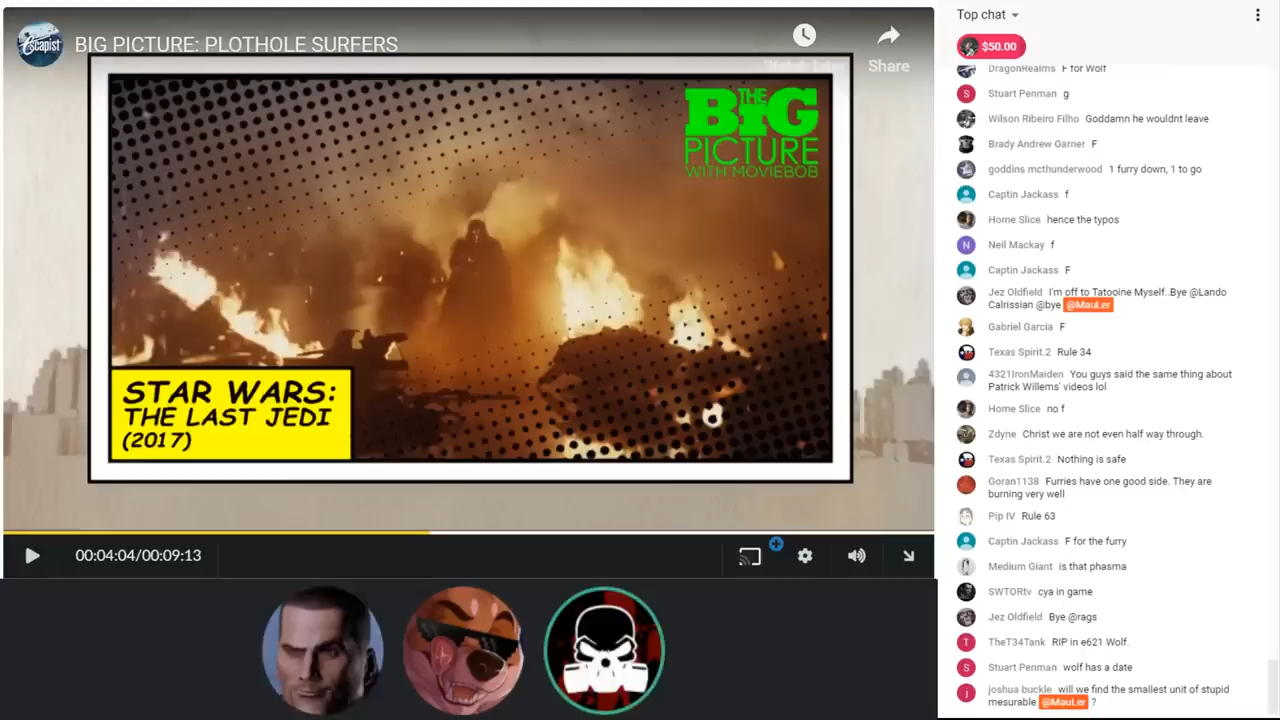 Escapist
BIG PICTURE: PLOTHOLE SURFERS
Share
THE
BIG
PICTURE
WITH MOVIEBOB
STAR WARS:
THE LAST JEDI
(2017)
00:04:04/00:09:13
Top chat
$50.00
DragonRealms F for Wolf
Stuart Penman g
Wilson Ribeiro Filho Goddamn he wouldnt leave
Brady Andrew Garner F
goddins mcthunderwood 1 furry down, 1 to go
Captin Jackass f
Home Slice hence the typos
Neil Mackay f
Captin Jackass F
Jez Oldfield I'm off to Tatooine Myself..Bye @Lando
Calrissian @bye @MauLer
Gabriel Garcia F
Texas Spirit.2 Rule 34
4321IronMaiden You guys said the same thing about
Patrick Willems' videos lol
Home Slice no f
Zdyne Christ we are not even half way through.
Texas Spirit.2 Nothing is safe
Goran1138 Furries have one good side. They are
burning very well
Pip IV Rule 63
Captin Jackass F for the furry
Medium Giant is that phasma
SWTORtv cya in game
Jez Oldfield Bye @rags
TheT34Tank RIP in e621 Wolf.
Stuart Penman wolf has a date
joshua buckle will we find the smallest unit of stupid
mesurable @MauLer ?
S
N
T
S
j